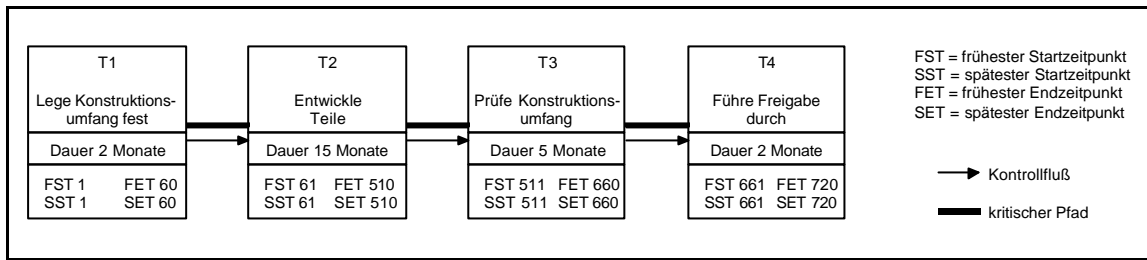 T1
Lege Konstruktions-
umfang fest
Dauer 2 Monate
FST 1 FET 60
SST 1 SET 60
T2
Entwickle
Teile
Dauer 15 Monate
FST 61 FET 510
SST 61 SET 510
T3
Prüfe Konstruktions-
umfang
Dauer 5 Monate
FST 511 FET 660
SST 511 SET 660
T4
Führe Freigabe
durch
Dauer 2 Monate
FST 661 FET 720
SST 661 SET 720
FST = frühester Startzeitpunkt
SST = spätester Startzeitpunkt
FET = frühester Endzeitpunkt
SET = spätester Endzeitpunkt
Kontrollfluß
kritischer Pfad